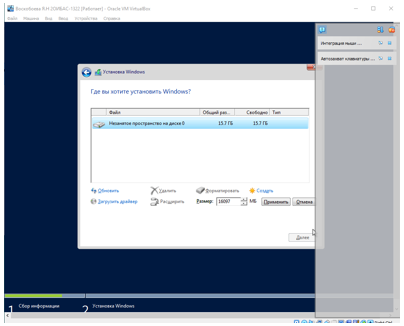 [Работает] - Oracle VM VirtualBox
Файл Машина Вид Ввод Устройства Справка
Интеграция мыши ...
Автозахват клавиатуры ...
Установка Windows
Где вы хотите установить Windows?
Файл Общий раз... Свободно Тип
Незанятое пространство на диске 0 15.7 ГБ 15.7 ГБ
Обновить Удалить Форматировать Создать
Загрузить драйвер Расширить Размер: 16097 МБ Применить Отмена
Далее
1 Сбор информации 2 Установка Windows
Right Ctrl